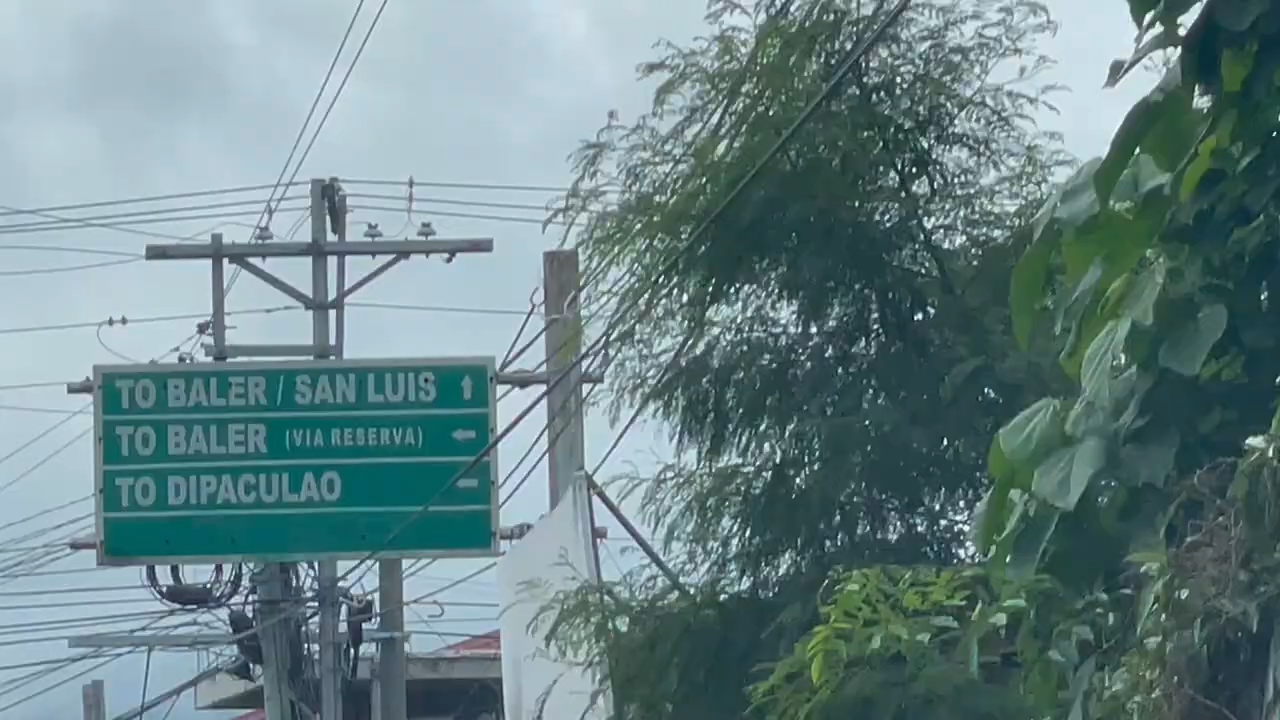 TO BALER / SAN LUIS ↑
TO BALER (VIA RESERVA) ←
TO DIPACULAO